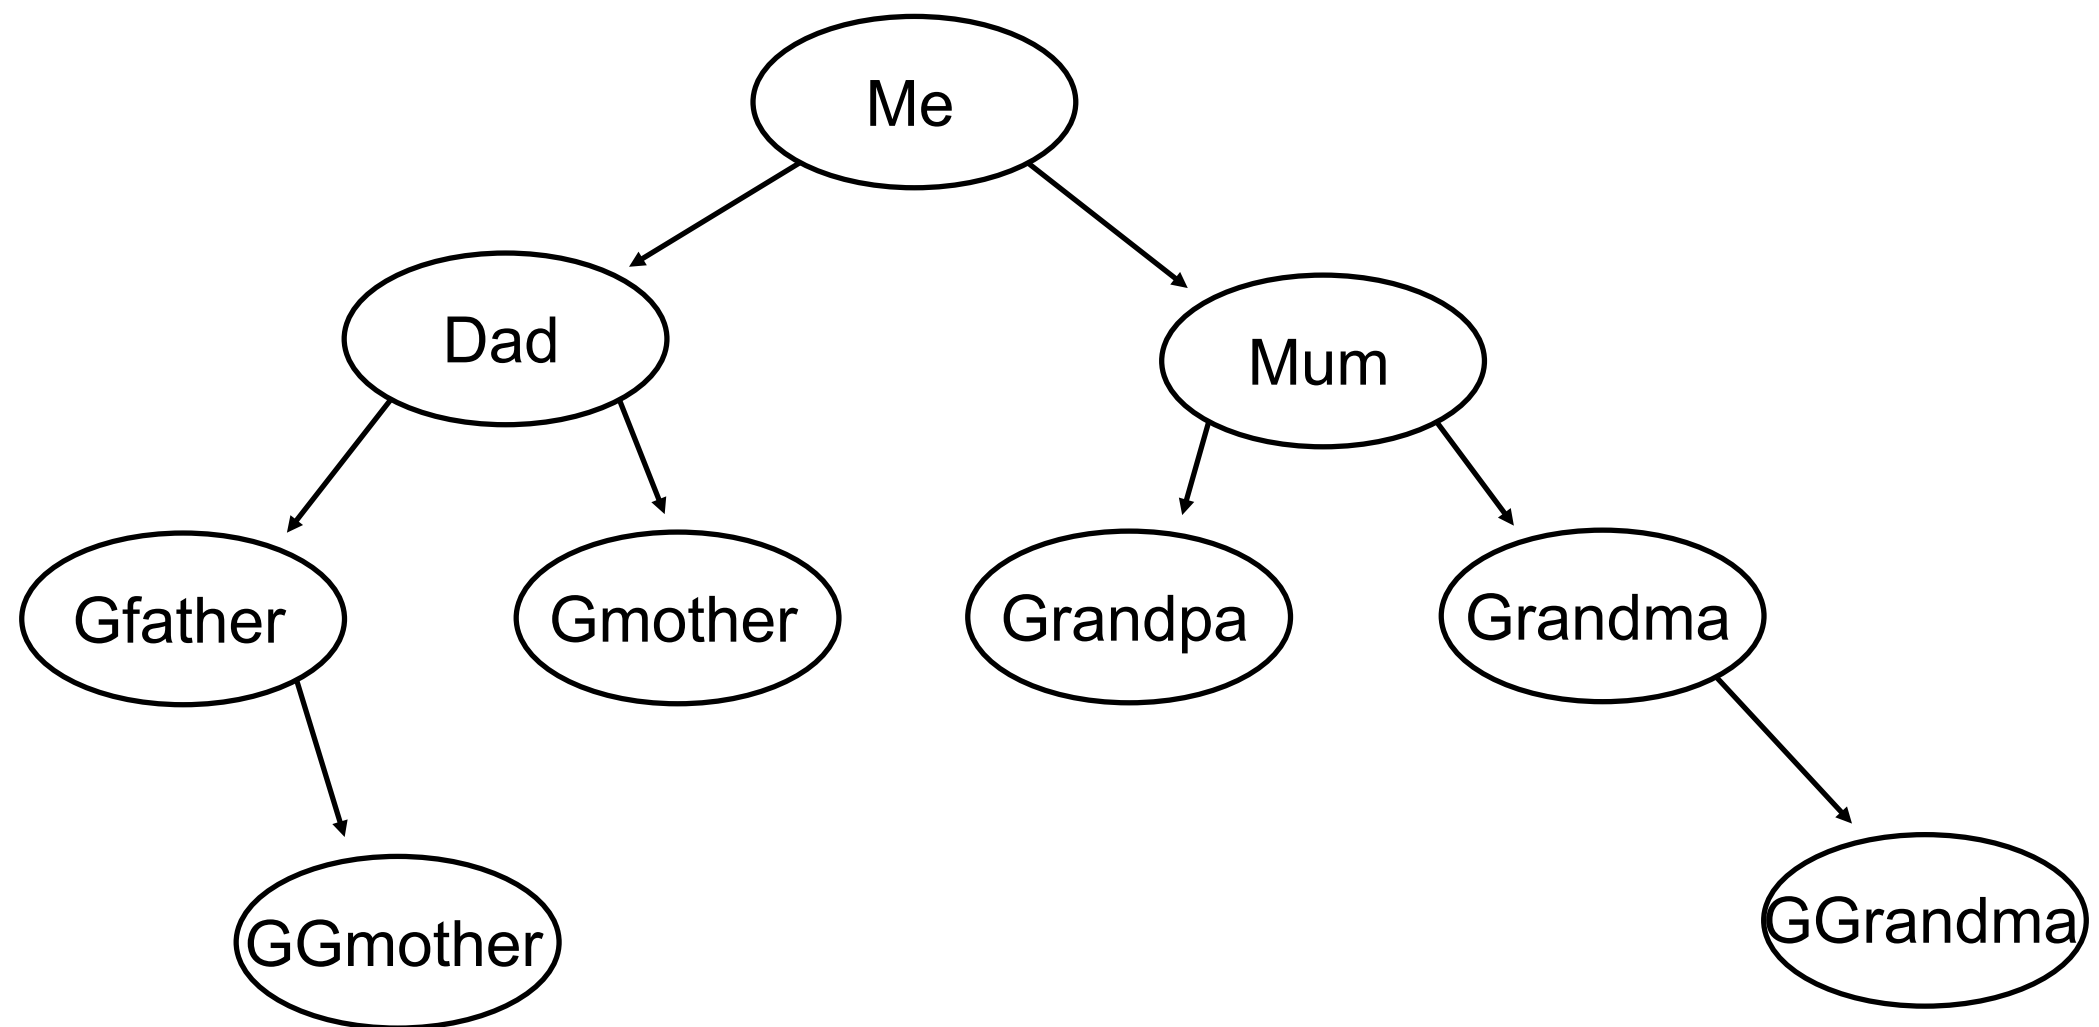 Me
Dad
Mum
Gfather
Gmother
Grandpa
Grandma
GGmother
GGrandma